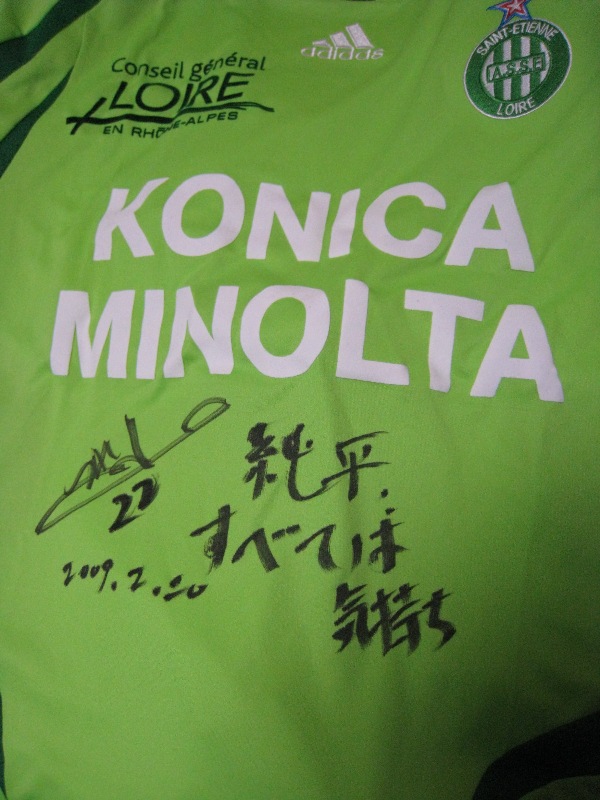 adidas
SAINT-ETIENNE
A.S.S.E
LOIRE
Conseil général
LOIRE
EN RHÔNE-ALPES
KONICA
MINOLTA
22
2009.2.20
純平、
すべては
気持ち